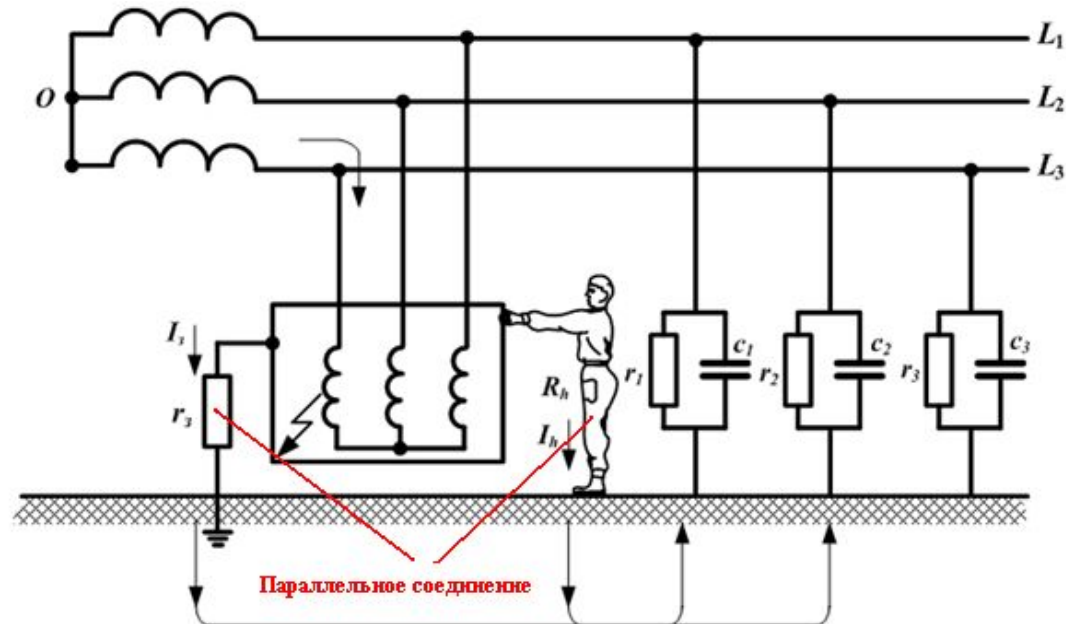 L₁
O
L₂
L₃
Iз
rз
Rh
Ih
r₁
c₁
r₂
c₂
r₃
c₃
Параллельное соединение